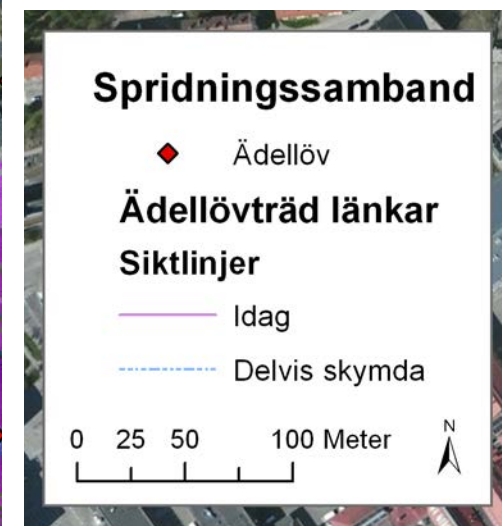 Spridningssamband
Ädellöv
Ädellövträd länkar
Siktlinjer
Idag
Delvis skymda
0 25 50 100 Meter
N